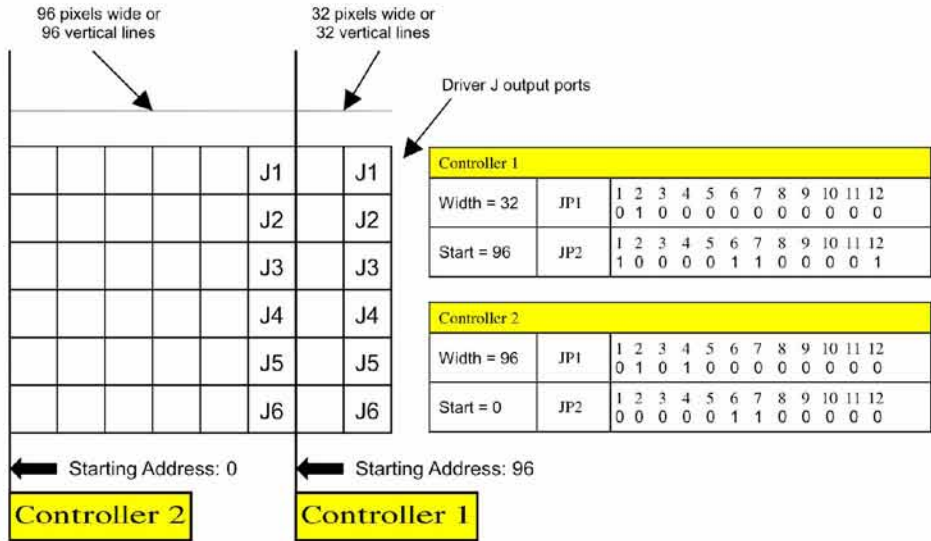 96 pixels wide or
96 vertical lines
32 pixels wide or
32 vertical lines
Driver J output ports
J1 J1
J2 J2
J3 J3
J4 J4
J5 J5
J6 J6
Controller 1
Width = 32 JP1 1 2 3 4 5 6 7 8 9 10 11 12
0 1 0 0 0 0 0 0 0 0 0 0
Start = 96 JP2 1 2 3 4 5 6 7 8 9 10 11 12
1 0 0 0 0 1 1 0 0 0 0 1
Controller 2
Width = 96 JP1 1 2 3 4 5 6 7 8 9 10 11 12
0 1 0 1 0 0 0 0 0 0 0 0
Start = 0 JP2 1 2 3 4 5 6 7 8 9 10 11 12
0 0 0 0 0 1 1 0 0 0 0 0
Starting Address: 0
Starting Address: 96
Controller 2
Controller 1